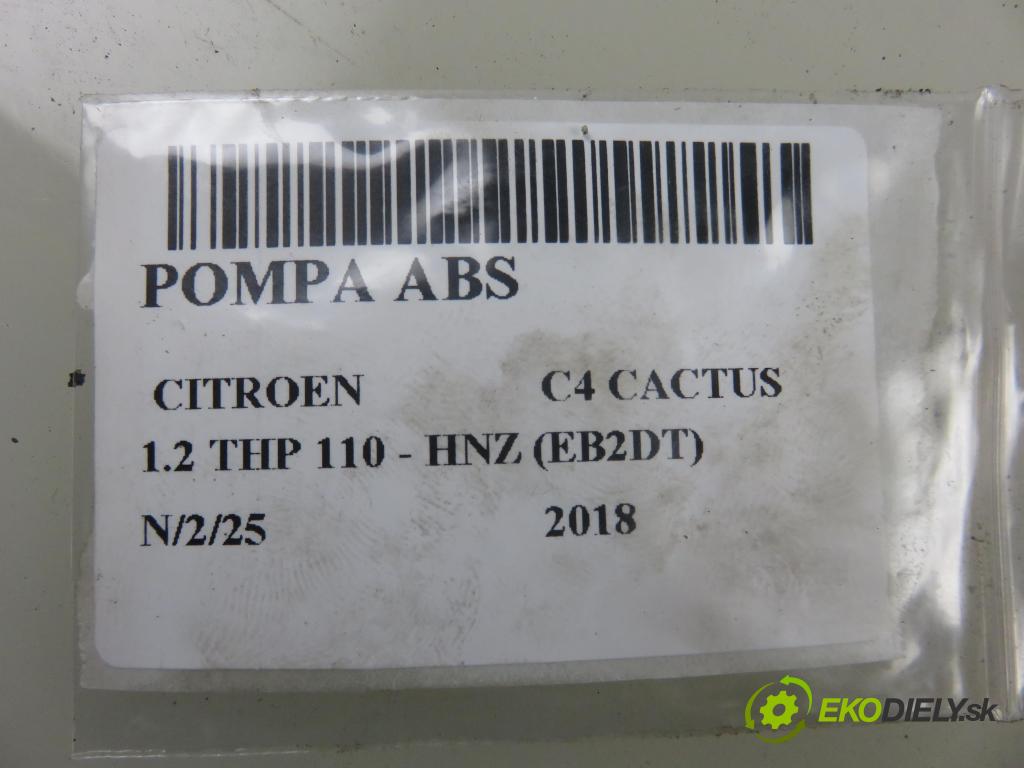 POMPA ABS
CITROEN C4 CACTUS
1.2 THP 110 - HNZ (EB2DT)
N/2/25 2018
EKODIELY.sk